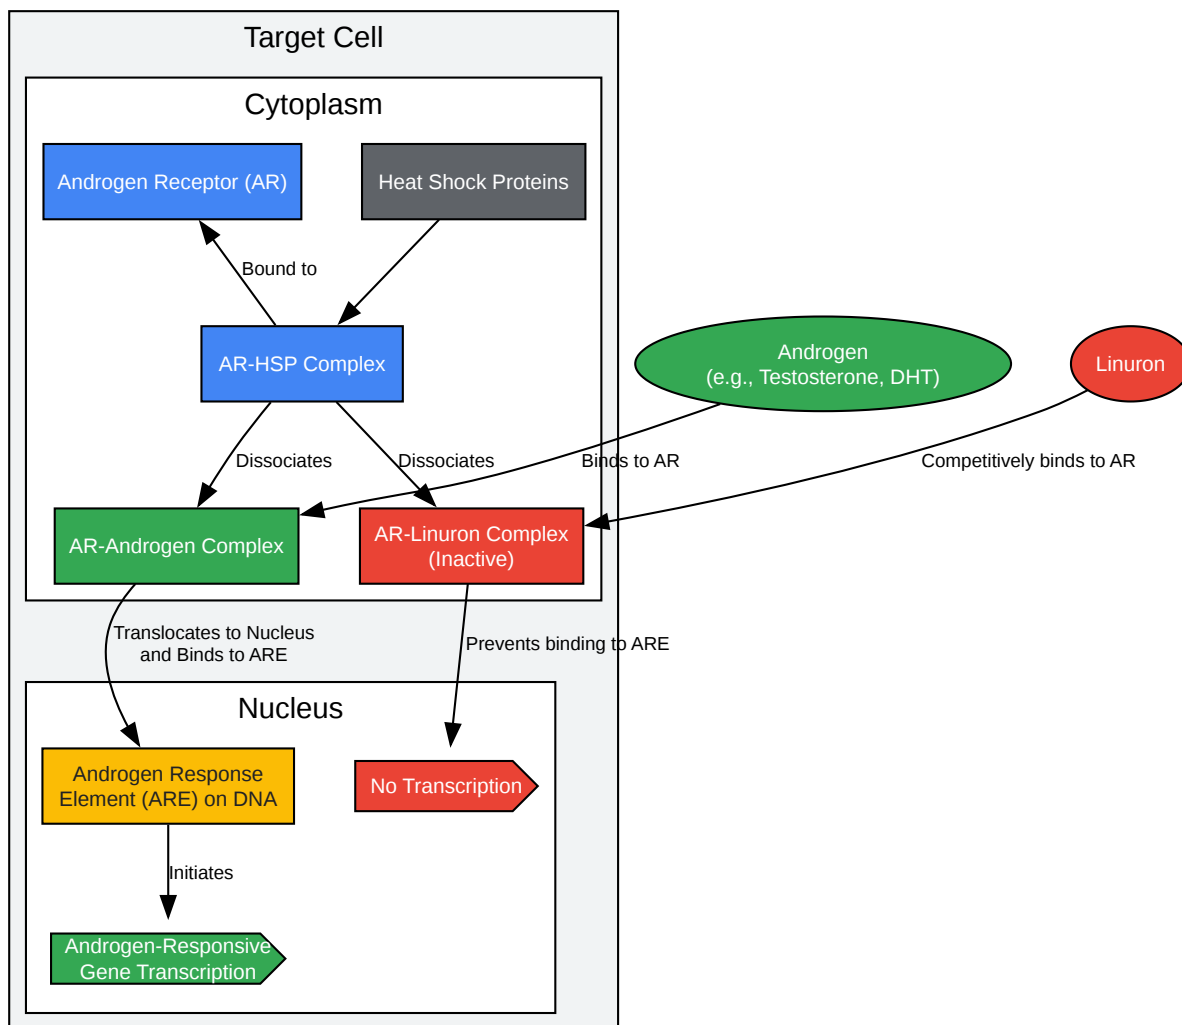 Target Cell
Cytoplasm
Androgen Receptor (AR)
Heat Shock Proteins
Bound to
AR-HSP Complex
Androgen
(e.g., Testosterone, DHT)
Linuron
Dissociates
Dissociates
Binds to AR
Competitively binds to AR
AR-Androgen Complex
AR-Linuron Complex
(Inactive)
Translocates to Nucleus
and Binds to ARE
Prevents binding to ARE
Nucleus
Androgen Response
Element (ARE) on DNA
No Transcription
Initiates
Androgen-Responsive
Gene Transcription